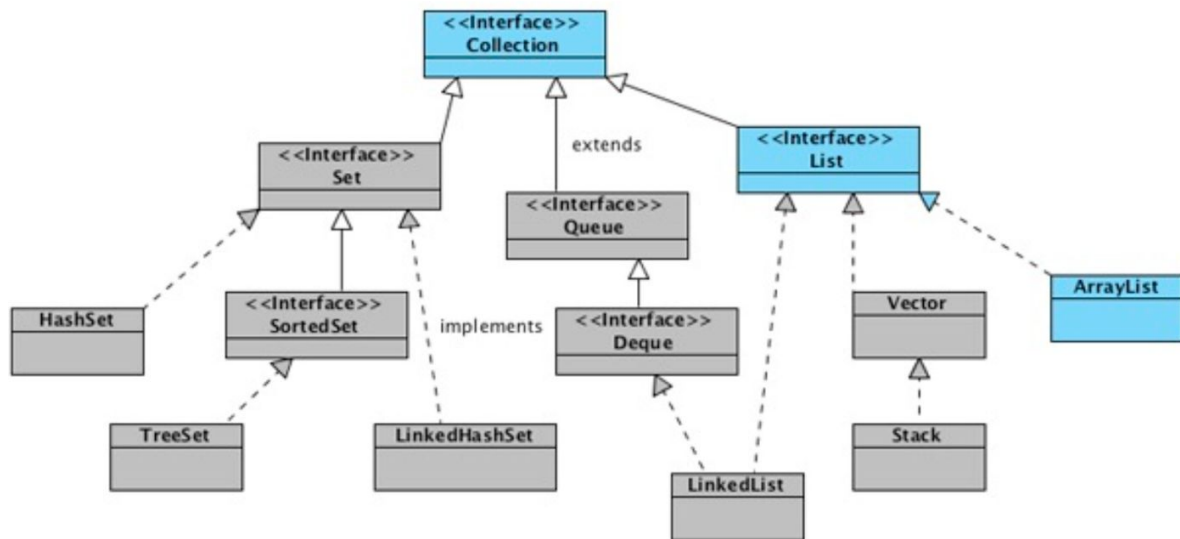 <<Interface>>
Collection
<<Interface>>
Set
extends
<<Interface>>
List
<<Interface>>
Queue
HashSet
<<Interface>>
SortedSet
implements
<<Interface>>
Deque
Vector
ArrayList
TreeSet
LinkedHashSet
LinkedList
Stack